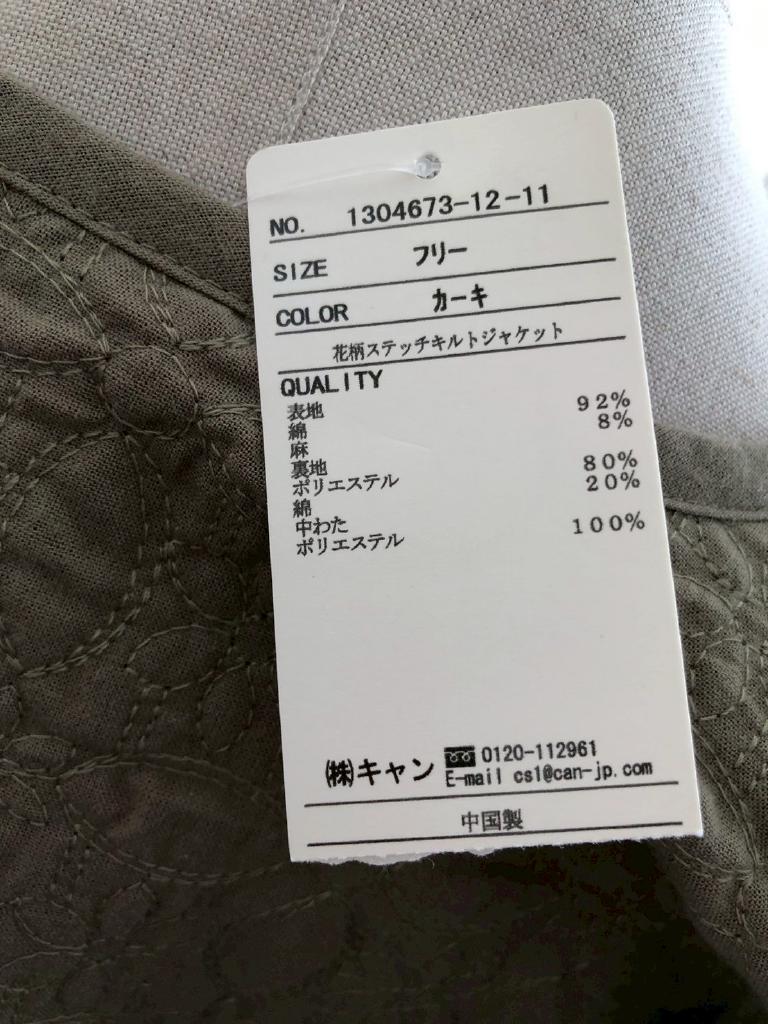 NO. 1304673-12-11
SIZE フリー
COLOR カーキ
花柄ステッチキルトジャケット
QUALITY
表地
綿 92%
麻 8%
裏地
ポリエステル 80%
綿 20%
中わた
ポリエステル 100%
㈱キャン 0120-112961
E-mail cs1@can-jp.com
中国製